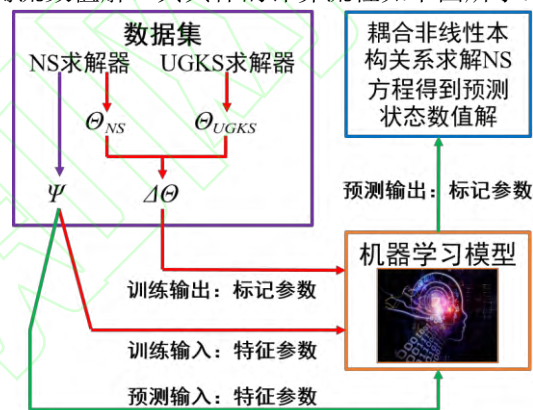 数据集
NS求解器 UGKS求解器
Θ_NS Θ_UGKS
Ψ ΔΘ
耦合非线性本
构关系求解NS
方程得到预测
状态数值解
预测输出：标记参数
机器学习模型
训练输出：标记参数
训练输入：特征参数
预测输入：特征参数